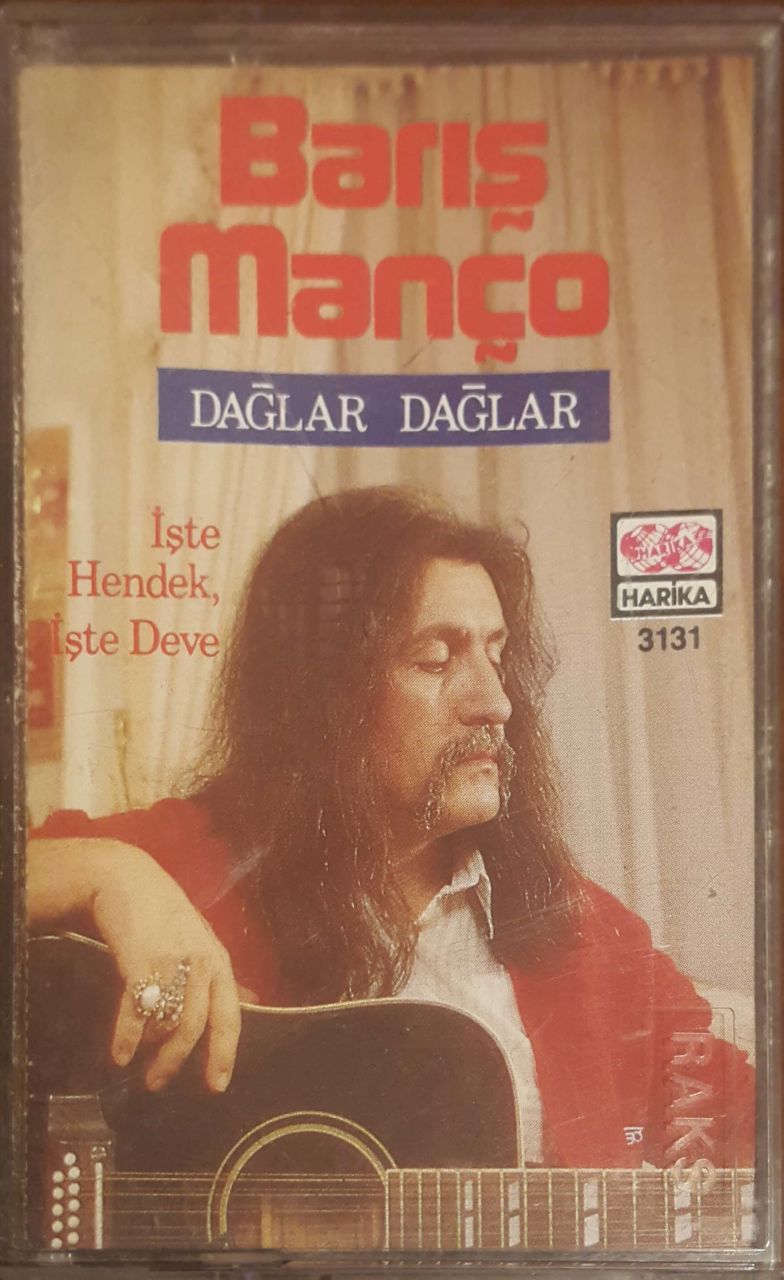 Barış
Manço
DAĞLAR DAĞLAR
İşte
Hendek,
İşte Deve
HARİKA
HARİKA
3131
RAKS